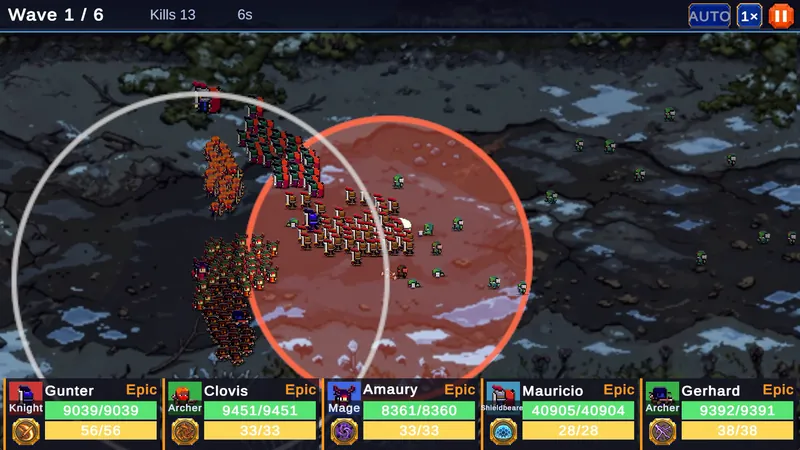 Wave 1 / 6
Kills 13
6s
AUTO
1×
Gunter
Epic
Knight
9039/9039
56/56
Clovis
Epic
Archer
9451/9451
33/33
Amaury
Epic
Mage
8361/8360
33/33
Mauricio
Epic
Shieldbeare
40905/40904
28/28
Gerhard
Epic
Archer
9392/9391
38/38